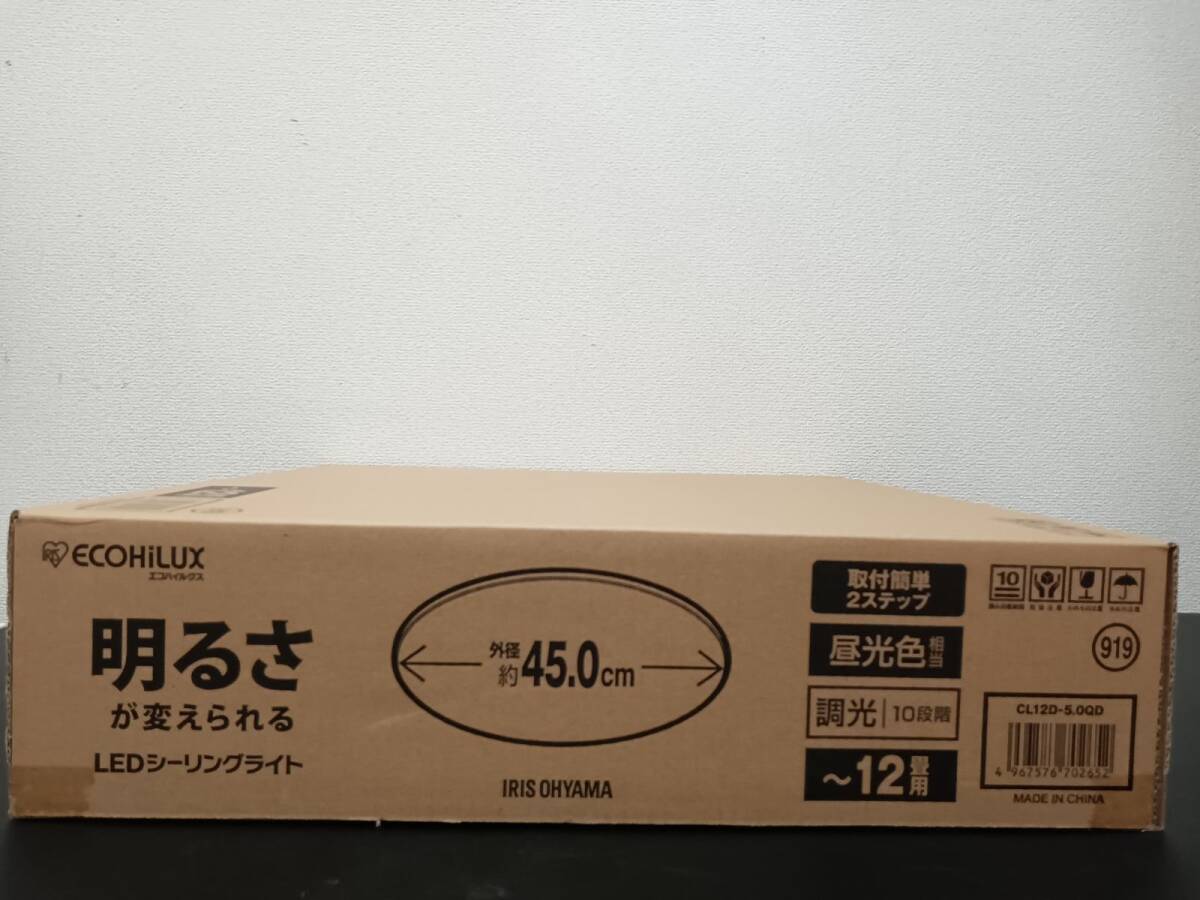 ECOHiLUX
エコハイルクス
明るさ
が変えられる
LEDシーリングライト
外径
約45.0cm
IRIS OHYAMA
取付簡単
2ステップ
昼光色相当
調光 10段階
～12畳用
10
919
CL12D-5.0QD
4 967576 702652
MADE IN CHINA